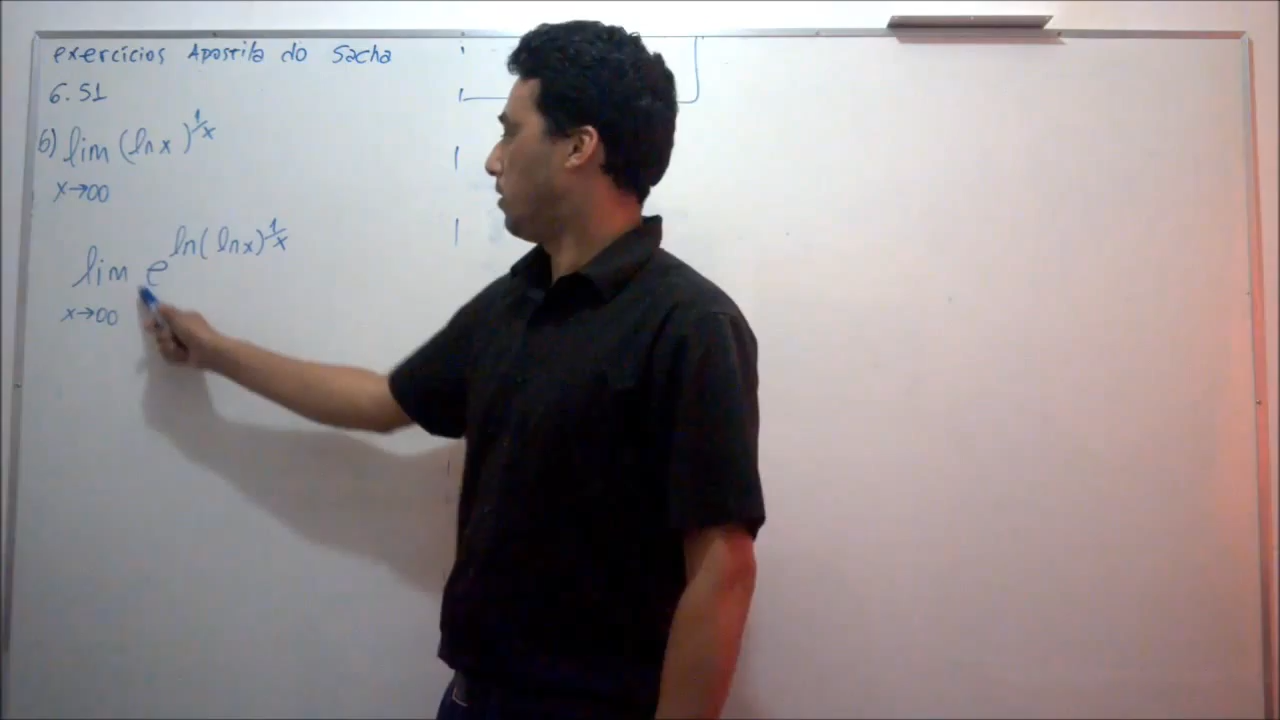 exercícios Apostila do Sacha
6.51
b) lim (ln x)^1/x
x→∞
lim e^ln(ln x)^1/x
x→∞